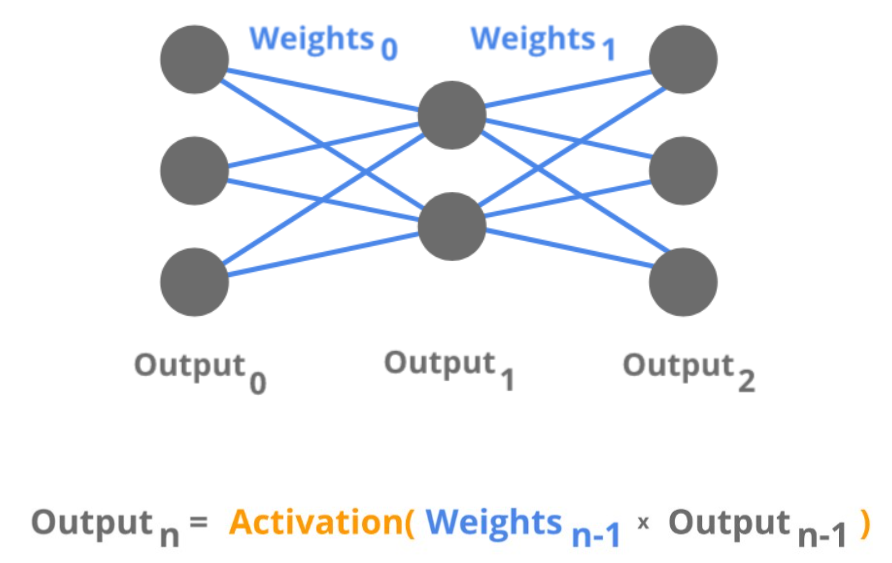 Weights 0 Weights 1
Output 0 Output 1 Output 2
Output n = Activation( Weights n-1 x Output n-1 )